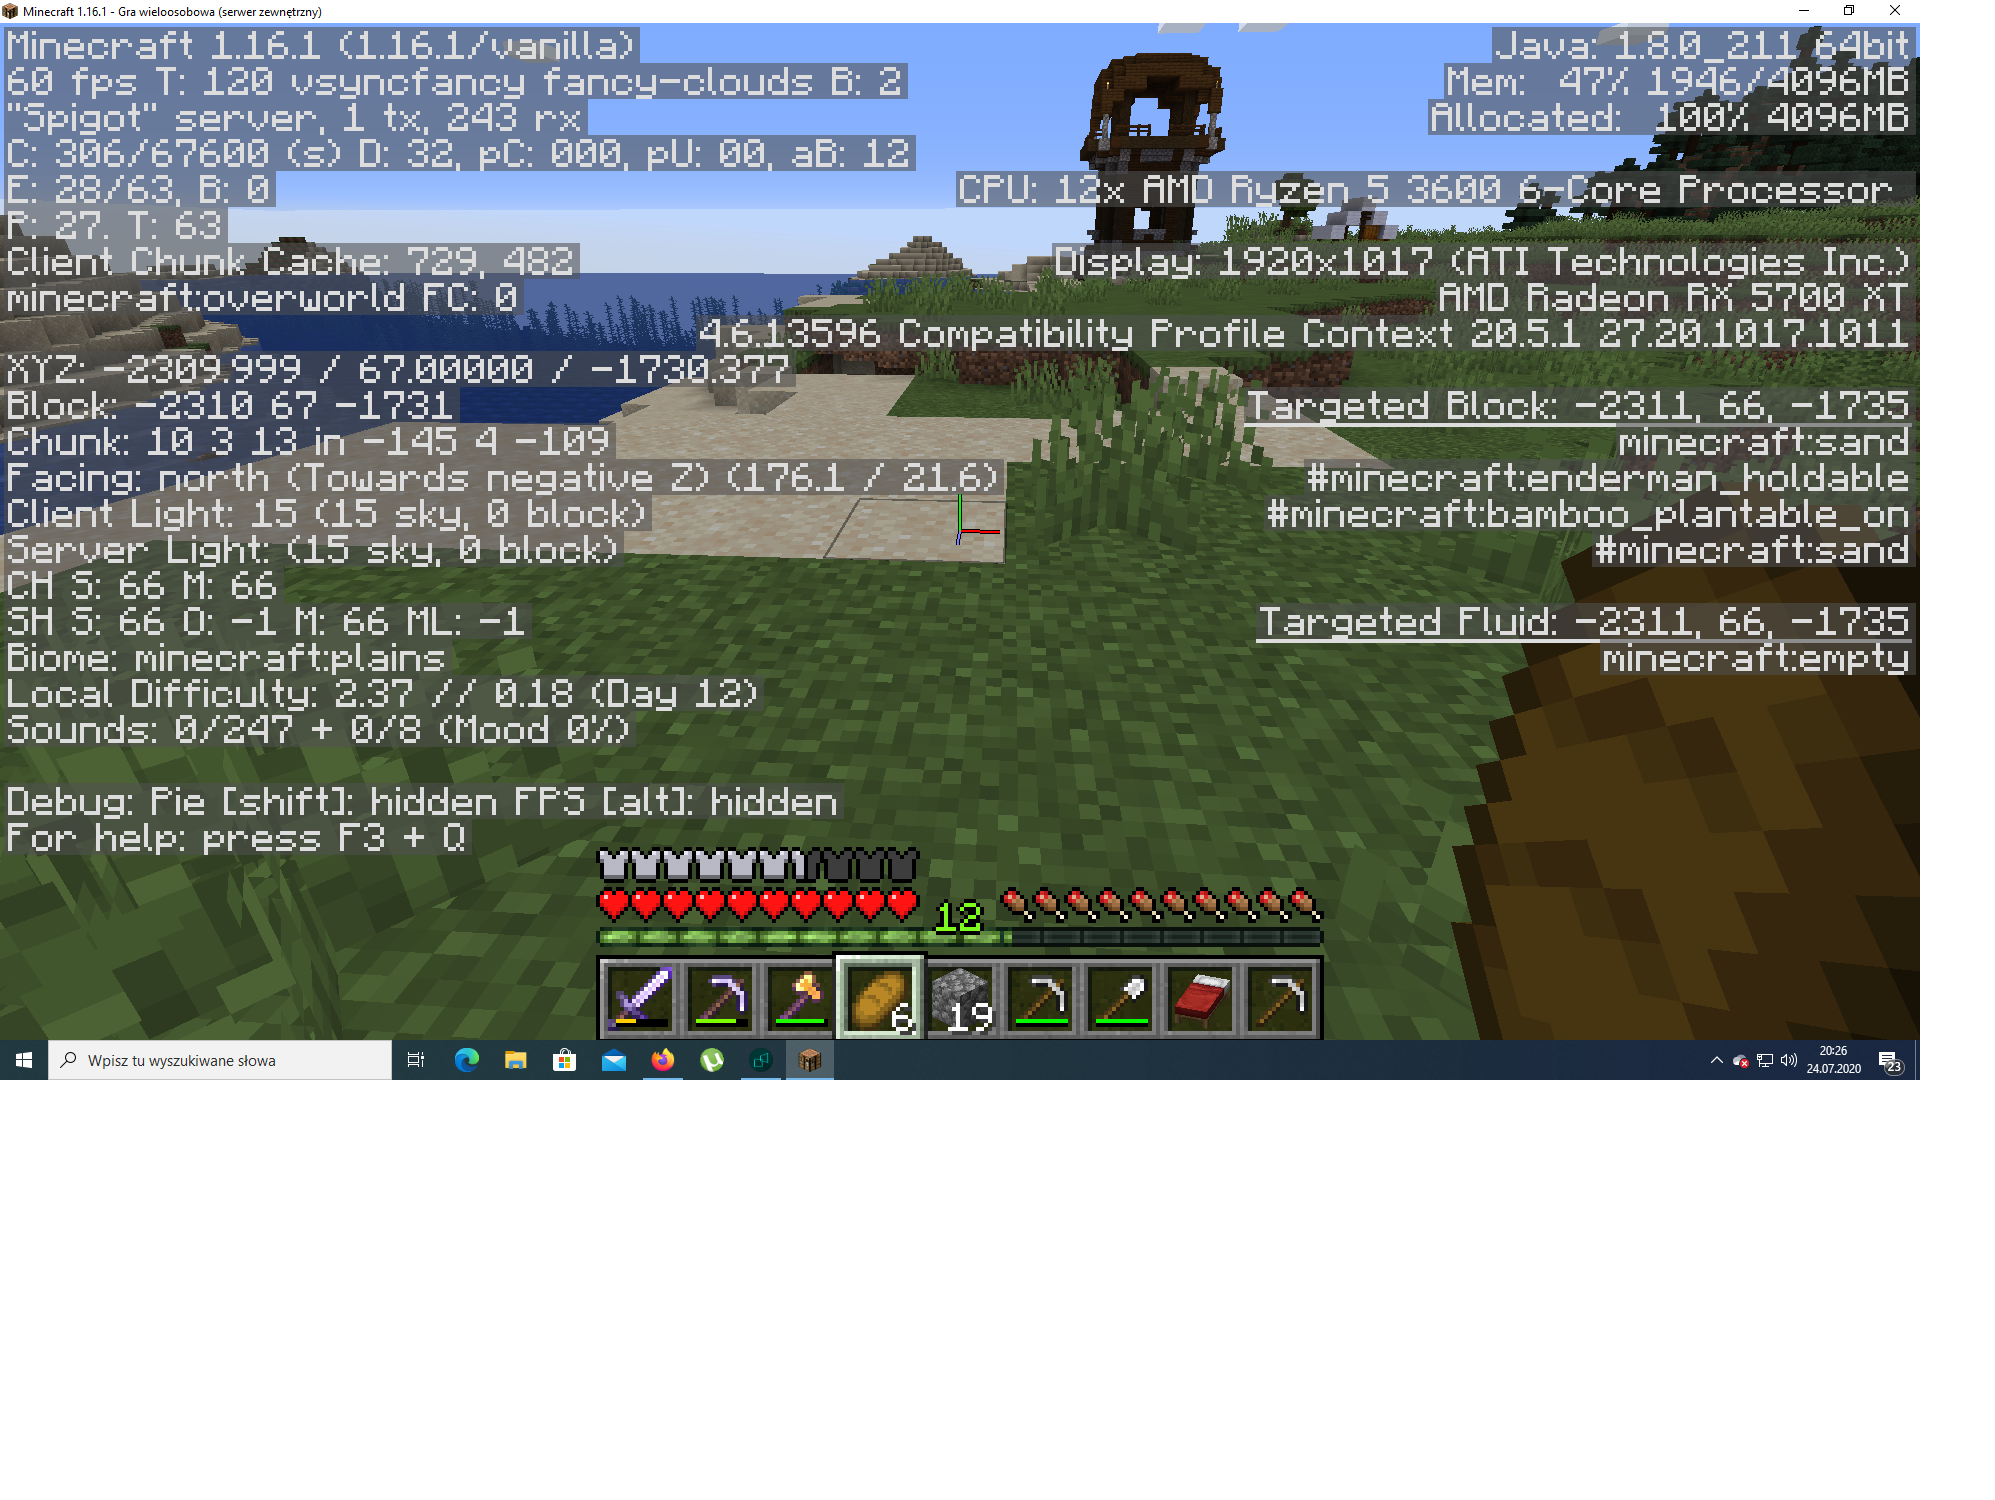 Minecraft 1.16.1 - Gra wieloosobowa (serwer zewnętrzny)
Minecraft 1.16.1 (1.16.1/vanilla)
60 fps T: 120 vsyncfancy fancy-clouds B: 2
"Spigot" server, 1 tx, 243 rx
C: 306/67600 (s) D: 32, pC: 000, pU: 00, aB: 12
E: 28/63, B: 0
P: 27. T: 63
Client Chunk Cache: 729, 482
minecraft:overworld FC: 0
XYZ: -2309.999 / 67.00000 / -1730.377
Block: -2310 67 -1731
Chunk: 10 3 13 in -145 4 -109
Facing: north (Towards negative Z) (176.1 / 21.6)
Client Light: 15 (15 sky, 0 block)
Server Light: (15 sky, 0 block)
CH S: 66 M: 66
SH S: 66 O: -1 M: 66 ML: -1
Biome: minecraft:plains
Local Difficulty: 2.37 // 0.18 (Day 12)
Sounds: 0/247 + 0/8 (Mood 0%)
Debug: Pie [shift]: hidden FPS [alt]: hidden
For help: press F3 + Q
Java: 1.8.0_211 64bit
Mem: 47% 1946/4096MB
Allocated: 100% 4096MB
CPU: 12x AMD Ryzen 5 3600 6-Core Processor
Display: 1920x1017 (ATI Technologies Inc.)
AMD Radeon RX 5700 XT
4.6.13596 Compatibility Profile Context 20.5.1 27.20.1017.1011
Targeted Block: -2311, 66, -1735
minecraft:sand
#minecraft:enderman_holdable
#minecraft:bamboo_plantable_on
#minecraft:sand
Targeted Fluid: -2311, 66, -1735
minecraft:empty
12
6
19
Wpisz tu wyszukiwane słowa
20:26
24.07.2020
23